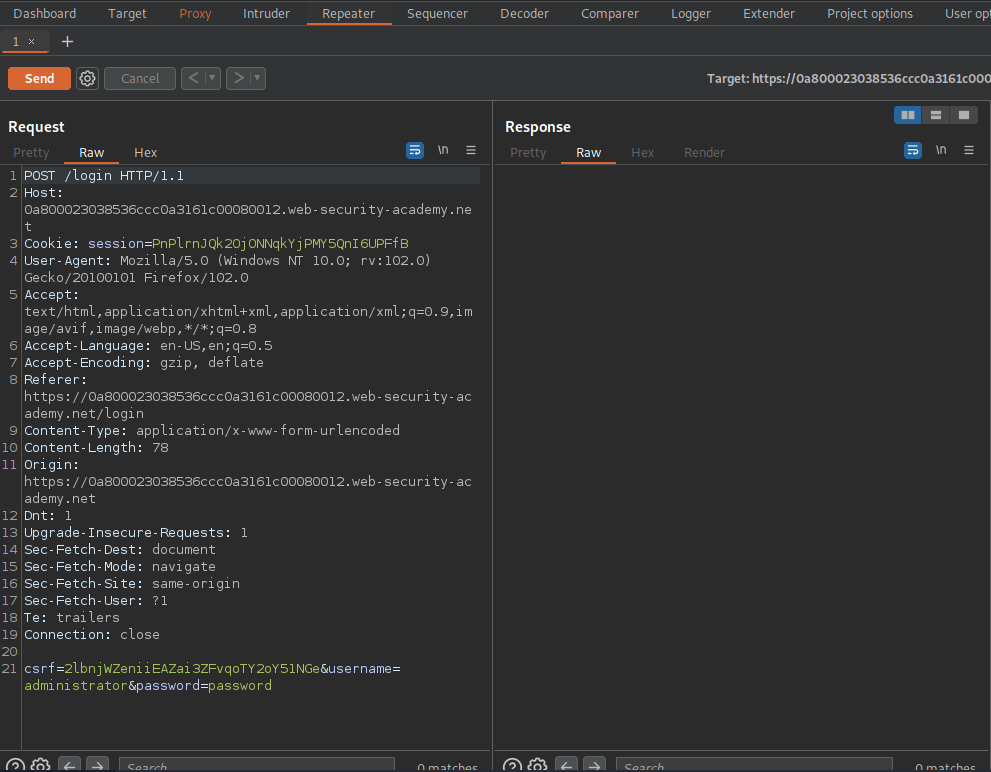 Dashboard Target Proxy Intruder Repeater Sequencer Decoder Comparer Logger Extender Project options User opt
1 × +
Send Cancel < > Target: https://0a800023038536ccc0a3161c000
Request
Pretty Raw Hex \n
1 POST /login HTTP/1.1
2 Host:
0a800023038536ccc0a3161c00080012.web-security-academy.ne
t
3 Cookie: session=PnPlrnJQk2OjONNqkYjPMY5QnI6UPFfB
4 User-Agent: Mozilla/5.0 (Windows NT 10.0; rv:102.0)
Gecko/20100101 Firefox/102.0
5 Accept:
text/html,application/xhtml+xml,application/xml;q=0.9,im
age/avif,image/webp,*/*;q=0.8
6 Accept-Language: en-US,en;q=0.5
7 Accept-Encoding: gzip, deflate
8 Referer:
https://0a800023038536ccc0a3161c00080012.web-security-ac
ademy.net/login
9 Content-Type: application/x-www-form-urlencoded
10 Content-Length: 78
11 Origin:
https://0a800023038536ccc0a3161c00080012.web-security-ac
ademy.net
12 Dnt: 1
13 Upgrade-Insecure-Requests: 1
14 Sec-Fetch-Dest: document
15 Sec-Fetch-Mode: navigate
16 Sec-Fetch-Site: same-origin
17 Sec-Fetch-User: ?1
18 Te: trailers
19 Connection: close
20
21 csrf=2lbnjWZeniiEAZai3ZFvqoTY2oY51NGe&username=
administrator&password=password
Search 0 matches
Response
Pretty Raw Hex Render \n
Search 0 matches